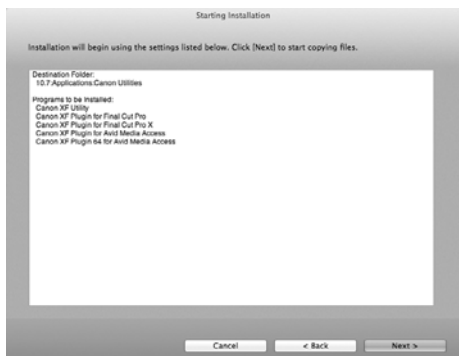 Starting Installation
Installation will begin using the settings listed below. Click [Next] to start copying files.
Destination Folder:
10.7:Applications:Canon Utilities
Programs to be installed:
Canon XF Utility
Canon XF Plugin for Final Cut Pro
Canon XF Plugin for Final Cut Pro X
Canon XF Plugin for Avid Media Access
Canon XF Plugin 64 for Avid Media Access
Cancel
< Back
Next >